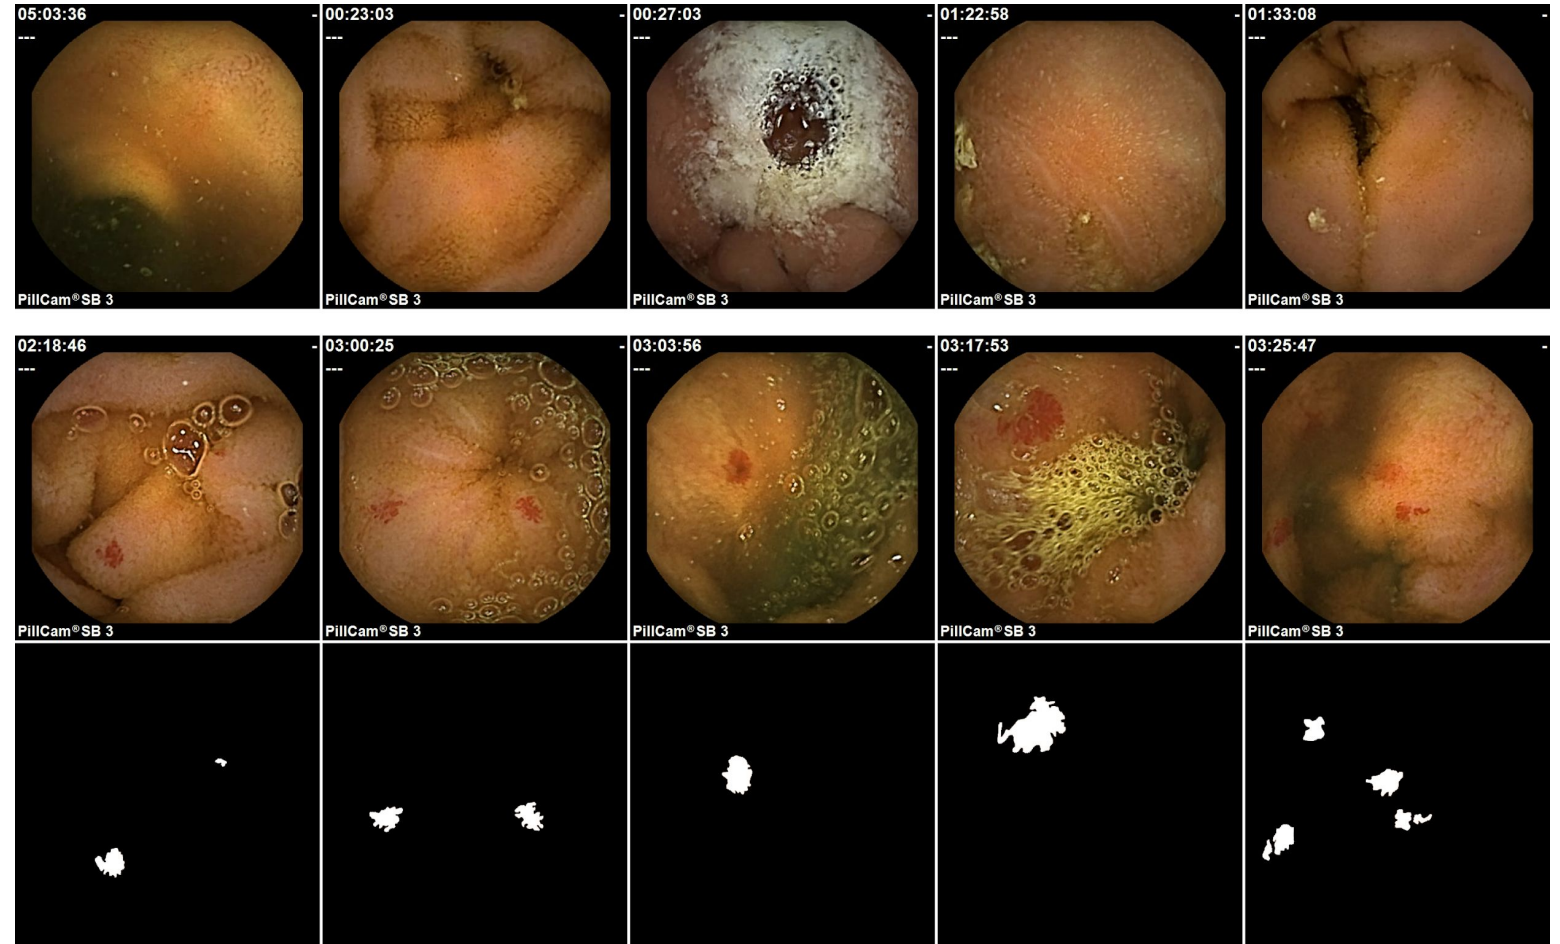 05:03:36 -
---
PillCam®SB 3
00:23:03 -
---
PillCam®SB 3
00:27:03 -
---
PillCam®SB 3
01:22:58 -
---
PillCam®SB 3
01:33:08 -
---
PillCam®SB 3
02:18:46 -
---
PillCam®SB 3
03:00:25 -
---
PillCam®SB 3
03:03:56 -
---
PillCam®SB 3
03:17:53 -
---
PillCam®SB 3
03:25:47 -
---
PillCam®SB 3